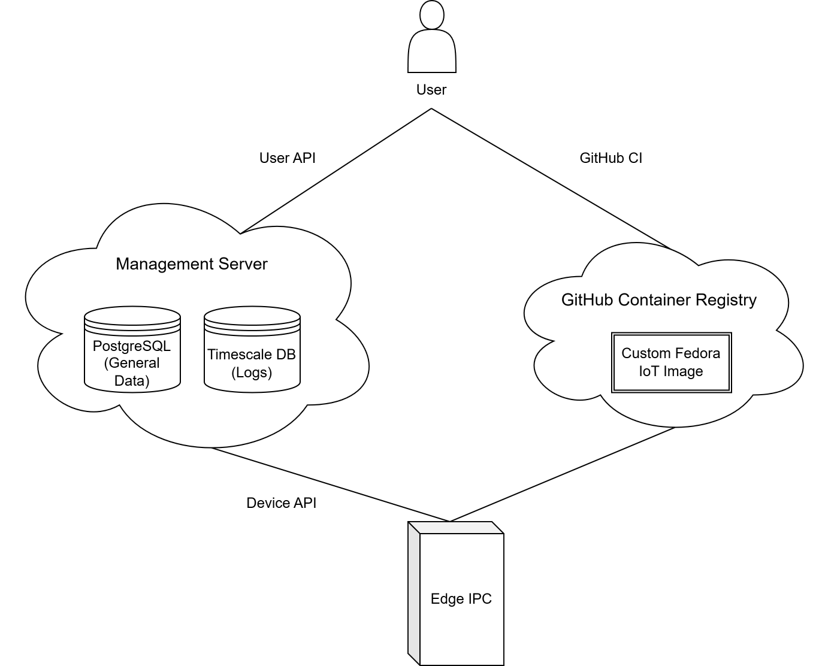 User
User API
GitHub CI
Management Server
GitHub Container Registry
PostgreSQL
(General
Data)
Timescale DB
(Logs)
Custom Fedora
IoT Image
Device API
Edge IPC